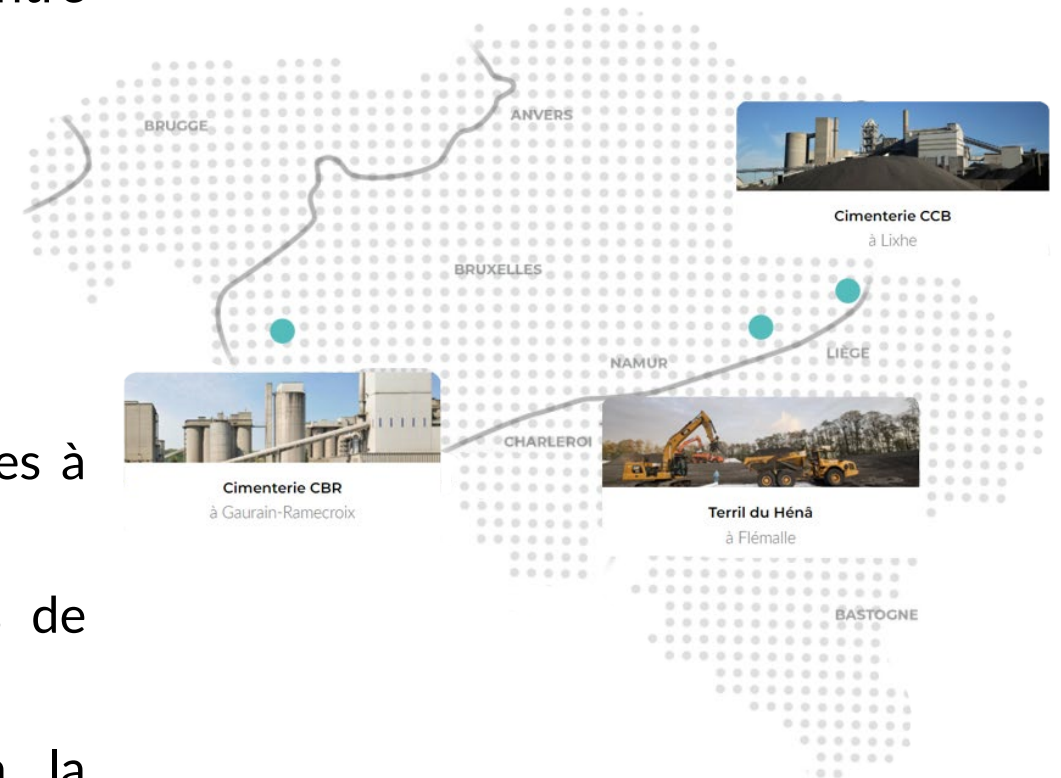 BRUGGE
ANVERS
Cimenterie CCB
à Lixhe
BRUXELLES
NAMUR
LIÈGE
CHARLEROI
es à
Cimenterie CBR
à Gaurain-Ramecroix
Terril du Hénâ
à Flémalle
de
BASTOGNE
la